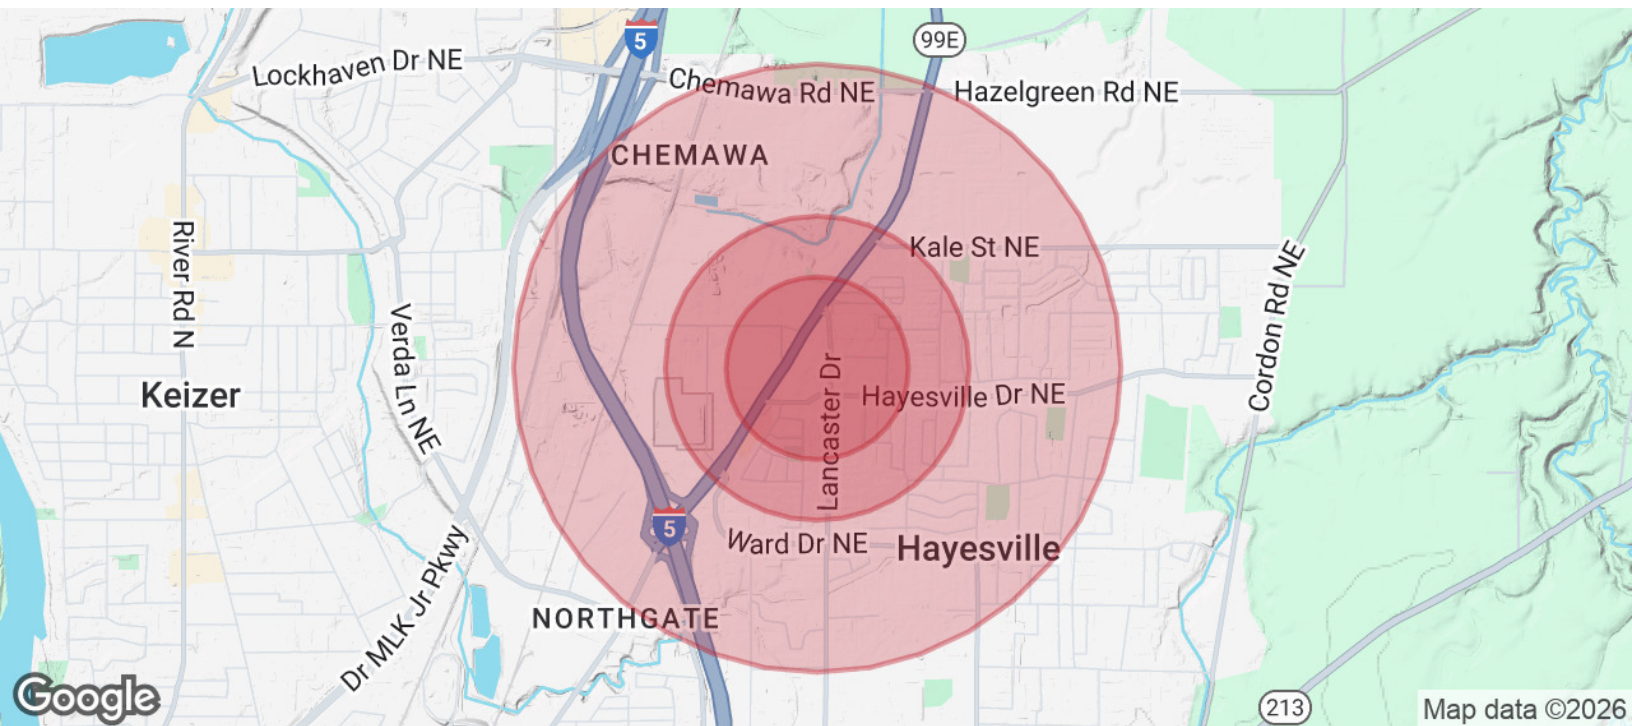 5
99E
Lockhaven Dr NE
Chemawa Rd NE
Hazelgreen Rd NE
CHEMAWA
River Rd N
Kale St NE
Cordon Rd NE
Verda Ln NE
Keizer
Lancaster Dr
Hayesville Dr NE
5
Ward Dr NE
Hayesville
Dr MLK Jr Pkwy
NORTHGATE
Google
213
Map data ©2026